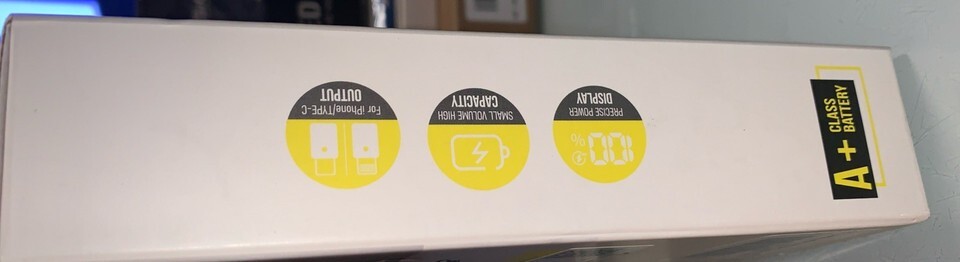 PRECISE POWER
DISPLAY
100
%
SMALL VOLUME HIGH
CAPACITY
For iPhone/TYPE-C
OUTPUT
A+
CLASS
BATTERY